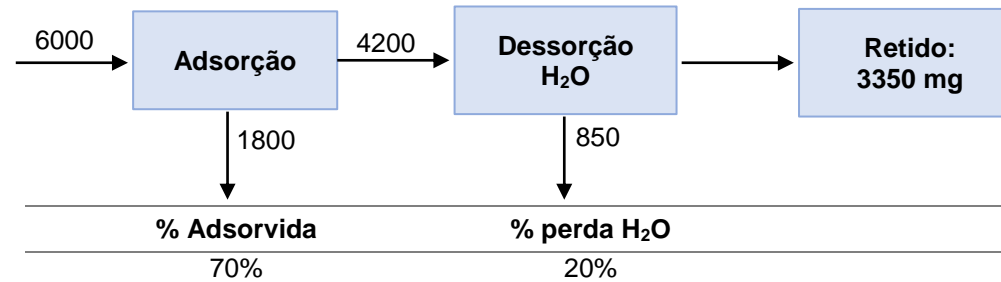 6000
Adsorção
4200
Dessorção
H₂O
Retido:
3350 mg
1800
850
% Adsorvida
% perda H₂O
70%
20%